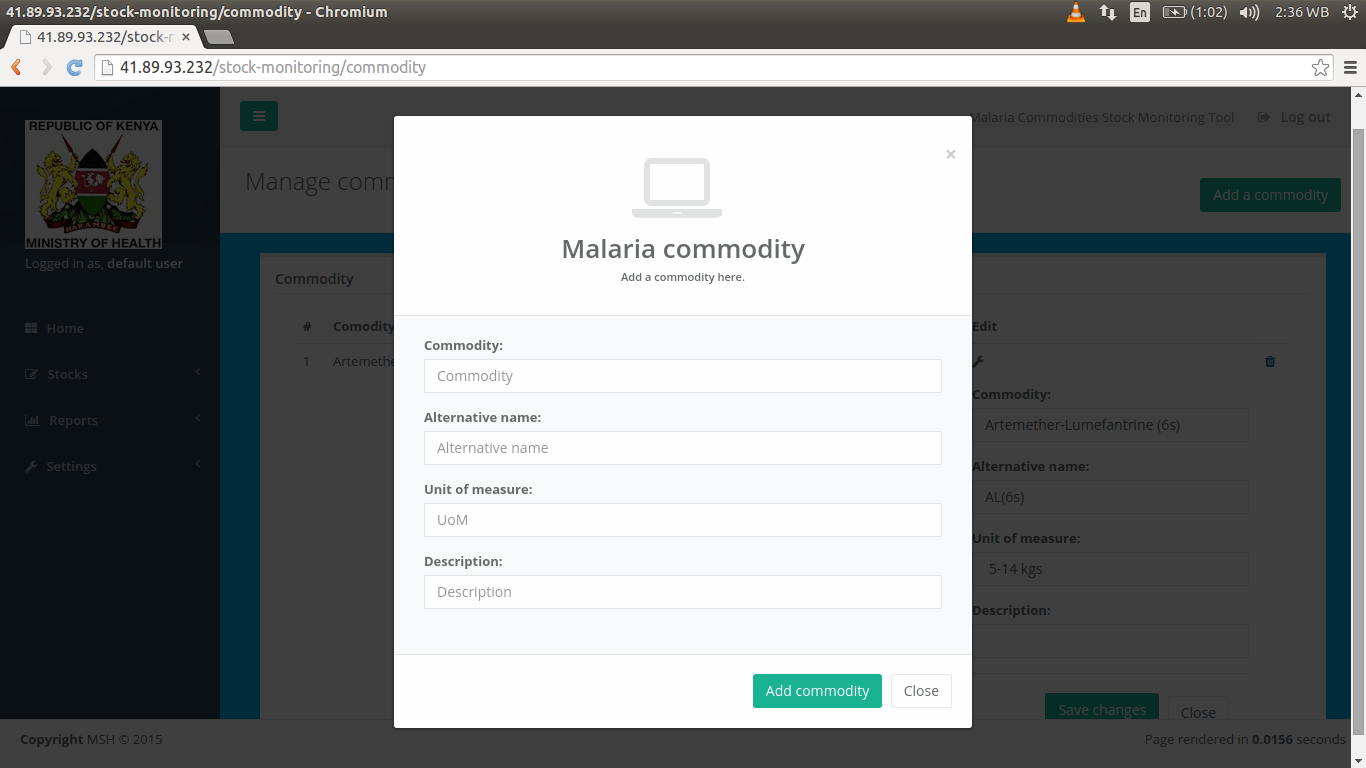 41.89.93.232/stock-monitoring/commodity - Chromium
En (1:02) 2:36 WB
41.89.93.232/stock-r ×
41.89.93.232/stock-monitoring/commodity
REPUBLIC OF KENYA
HARAMBEE
MINISTRY OF HEALTH
Logged in as, default user
Home
Stocks
Reports
Settings
Malaria Commodities Stock Monitoring Tool Log out
Manage comm
Add a commodity
Commodity
# Comodity Edit
1 Artemethe
Commodity:
Artemether-Lumefantrine (6s)
Alternative name:
AL(6s)
Unit of measure:
5-14 kgs
Description:
Save changes Close
×
Malaria commodity
Add a commodity here.
Commodity:
Commodity
Alternative name:
Alternative name
Unit of measure:
UoM
Description:
Description
Add commodity Close
Copyright MSH © 2015 Page rendered in 0.0156 seconds